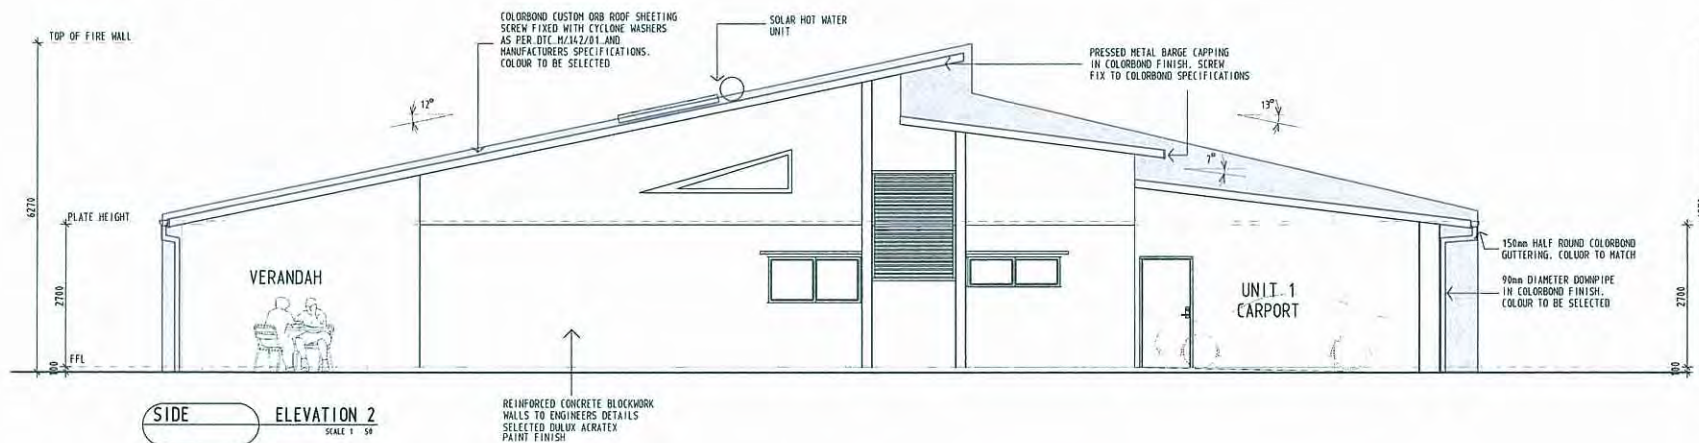 TOP OF FIRE WALL
COLORBOND CUSTOM ORB ROOF SHEETING
SCREW FIXED WITH CYCLONE WASHERS
AS PER DTC M/142/01 AND
MANUFACTURERS SPECIFICATIONS.
COLOUR TO BE SELECTED
SOLAR HOT WATER
UNIT
PRESSED METAL BARGE CAPPING
IN COLORBOND FINISH. SCREW
FIX TO COLORBOND SPECIFICATIONS
12°
13°
7°
6270
PLATE HEIGHT
2700
FFL
100
VERANDAH
UNIT 1
CARPORT
150mm HALF ROUND COLORBOND
GUTTERING, COLUOR TO MATCH
90mm DIAMETER DOWNPIPE
IN COLORBOND FINISH.
COLOUR TO BE SELECTED
2700
100
REINFORCED CONCRETE BLOCKWORK
WALLS TO ENGINEERS DETAILS
SELECTED DULUX ACRATEX
PAINT FINISH
SIDE ELEVATION 2
SCALE 1 50